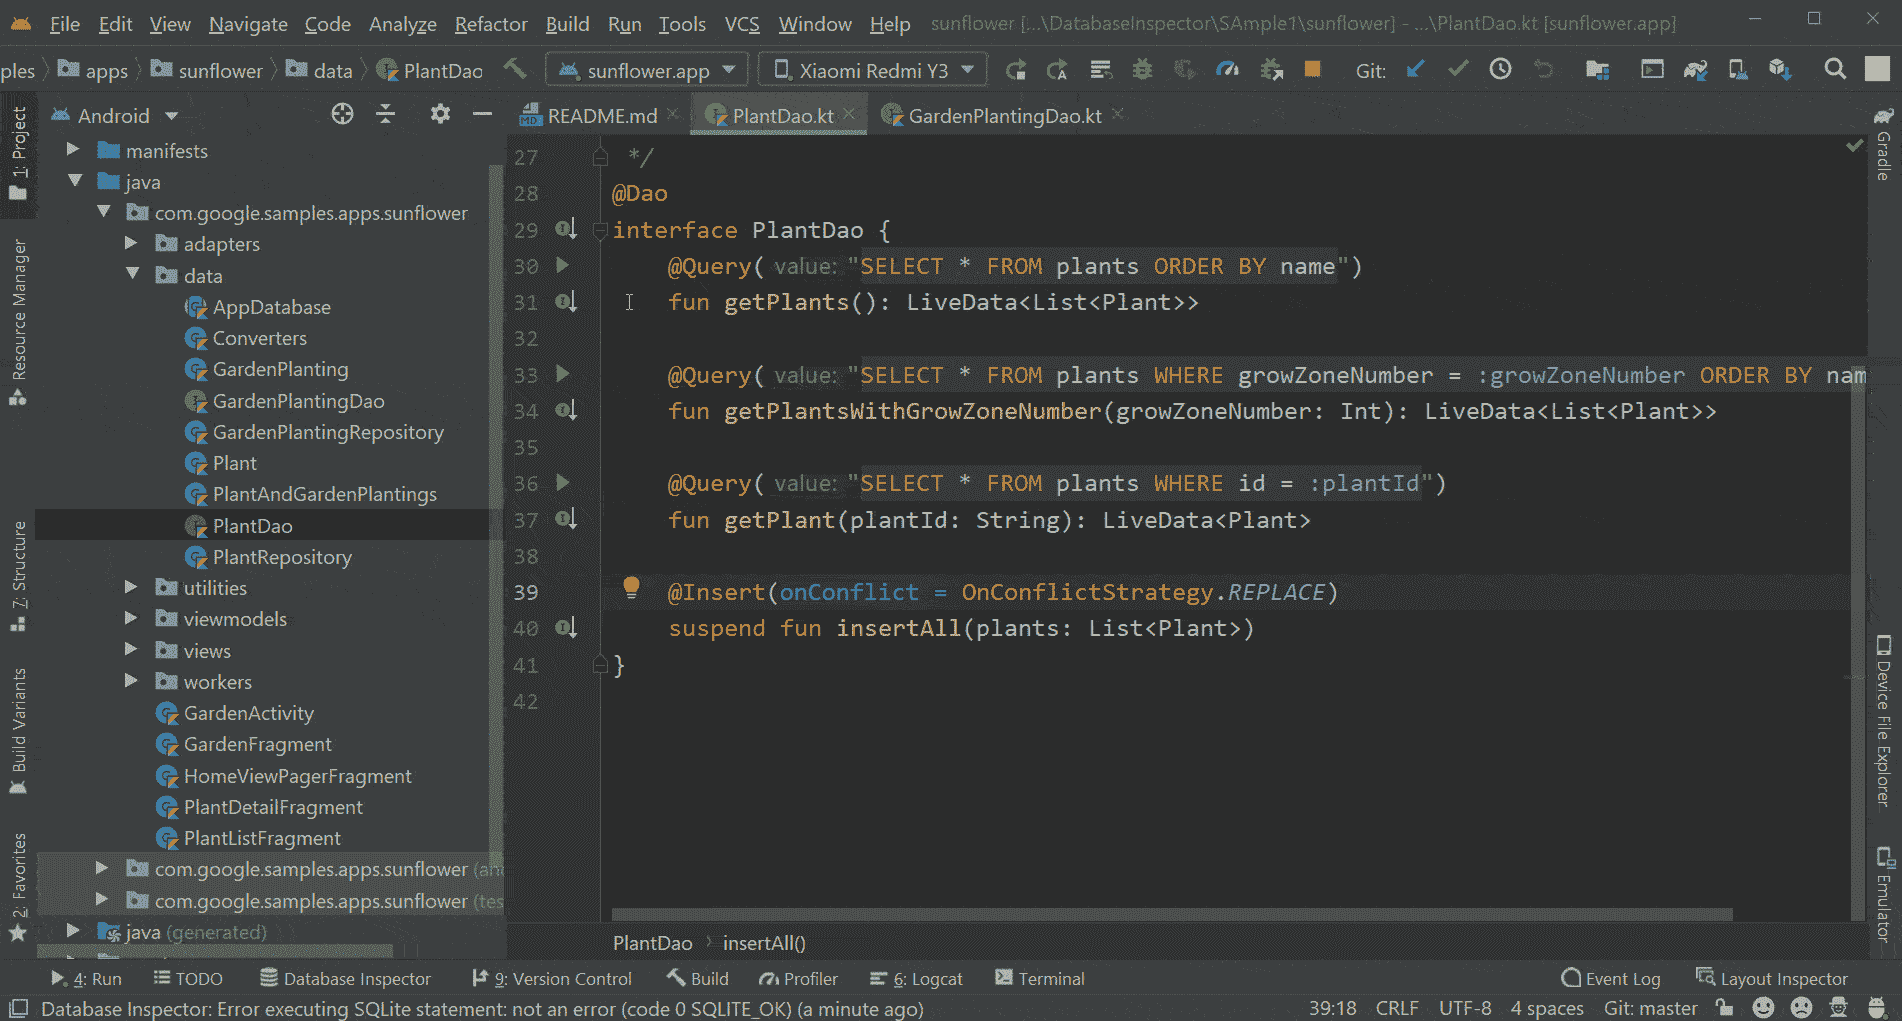 File Edit View Navigate Code Analyze Refactor Build Run Tools VCS Window Help sunflower [...\DatabaseInspector\SAmple1\sunflower] - ...\PlantDao.kt [sunflower.app]
ples apps sunflower data PlantDao sunflower.app Xiaomi Redmi Y3 Git:
Android
README.md PlantDao.kt GardenPlantingDao.kt
1: Project
Resource Manager
7: Structure
Build Variants
2: Favorites
manifests
java
com.google.samples.apps.sunflower
adapters
data
AppDatabase
Converters
GardenPlanting
GardenPlantingDao
GardenPlantingRepository
Plant
PlantAndGardenPlantings
PlantDao
PlantRepository
utilities
viewmodels
views
workers
GardenActivity
GardenFragment
HomeViewPagerFragment
PlantDetailFragment
PlantListFragment
com.google.samples.apps.sunflower (and
com.google.samples.apps.sunflower (tes
java (generated)
27 */
28 @Dao
29 interface PlantDao {
30 @Query( value: "SELECT * FROM plants ORDER BY name")
31 fun getPlants(): LiveData<List<Plant>>
32
33 @Query( value: "SELECT * FROM plants WHERE growZoneNumber = :growZoneNumber ORDER BY nam
34 fun getPlantsWithGrowZoneNumber(growZoneNumber: Int): LiveData<List<Plant>>
35
36 @Query( value: "SELECT * FROM plants WHERE id = :plantId")
37 fun getPlant(plantId: String): LiveData<Plant>
38
39 @Insert(onConflict = OnConflictStrategy.REPLACE)
40 suspend fun insertAll(plants: List<Plant>)
41 }
42
PlantDao insertAll()
Gradle
Device File Explorer
Emulator
4: Run TODO Database Inspector 9: Version Control Build Profiler 6: Logcat Terminal Event Log Layout Inspector
Database Inspector: Error executing SQLite statement: not an error (code 0 SQLITE_OK) (a minute ago) 39:18 CRLF UTF-8 4 spaces Git: master